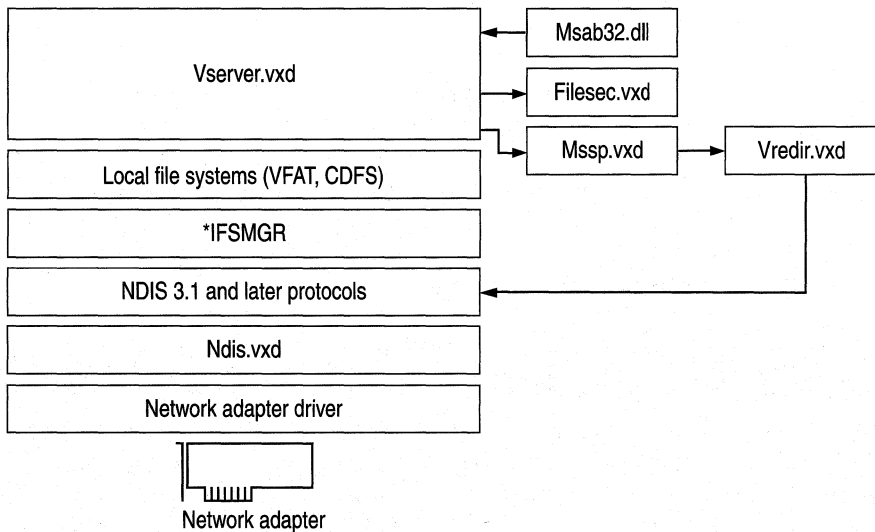 Vserver.vxd
Msab32.dll
Filesec.vxd
Mssp.vxd
Vredir.vxd
Local file systems (VFAT, CDFS)
*IFSMGR
NDIS 3.1 and later protocols
Ndis.vxd
Network adapter driver
Network adapter